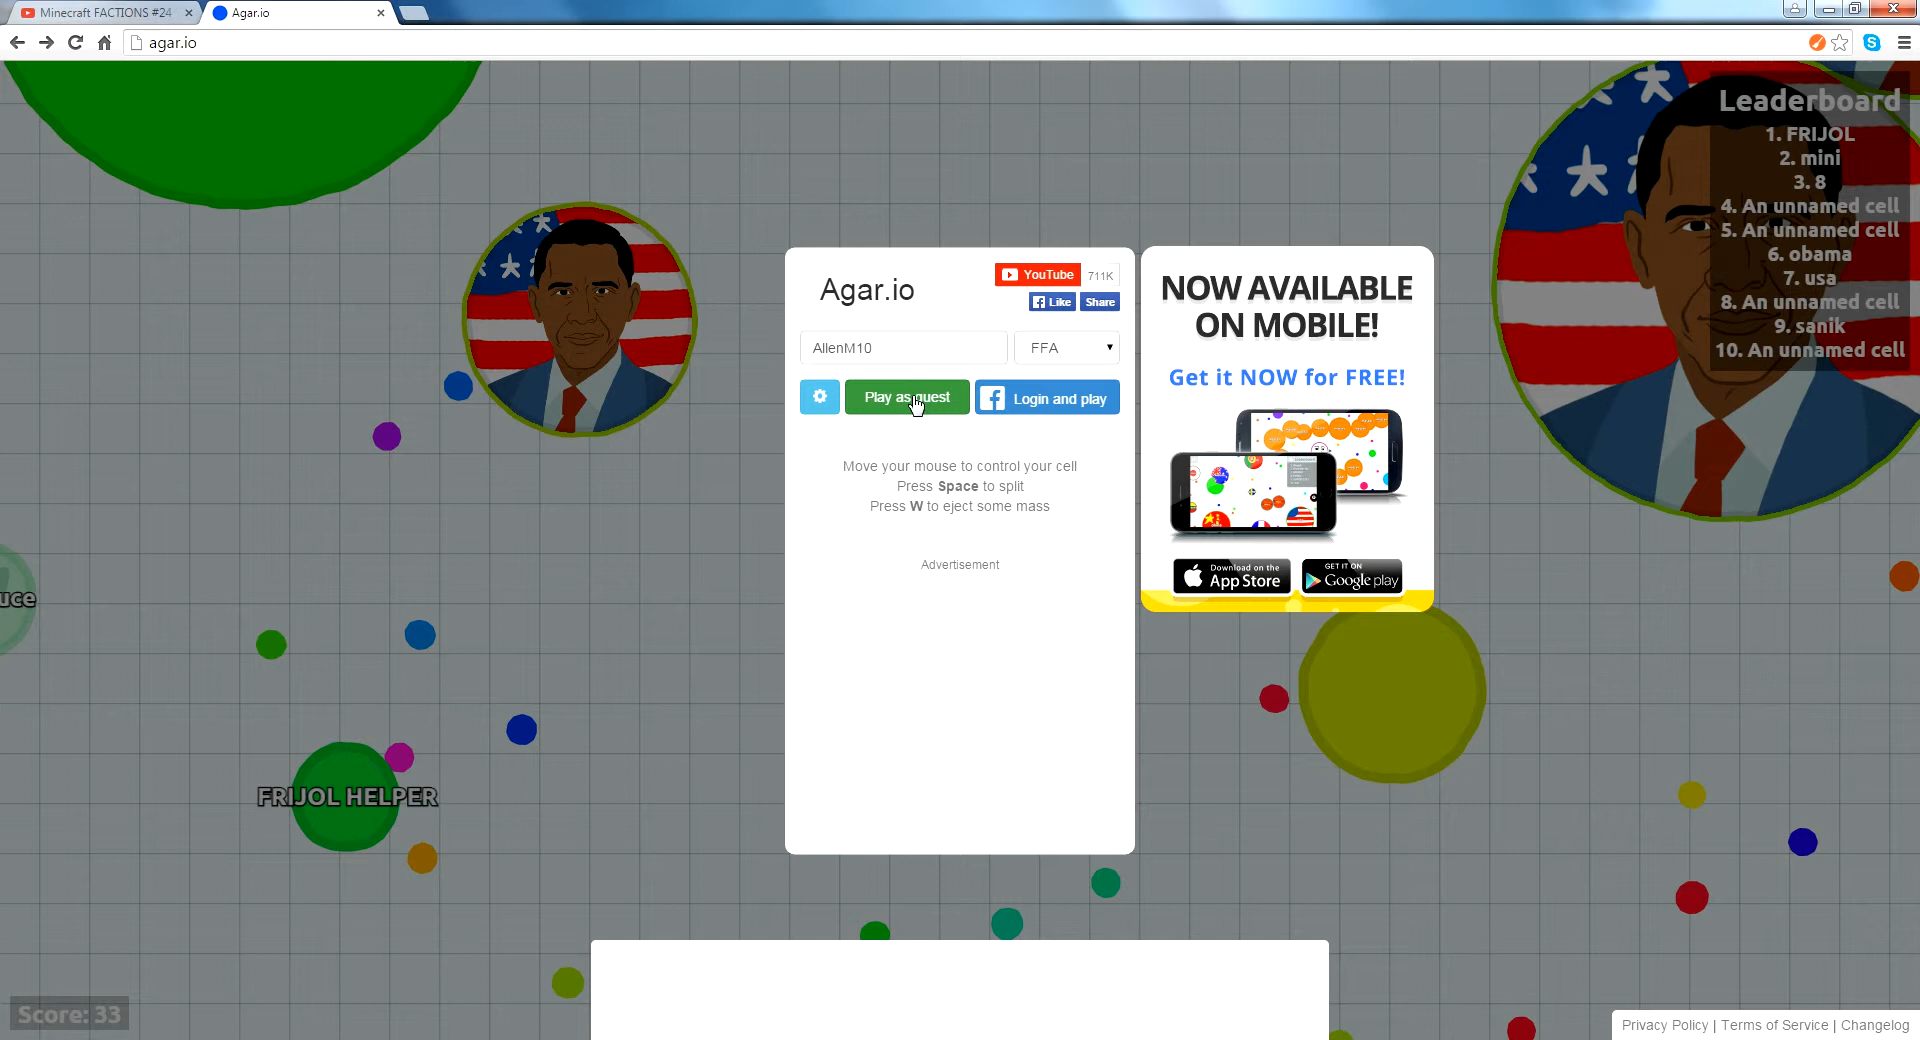 Minecraft FACTIONS #24
Agar.io
agar.io
Leaderboard
1. FRIJOL
2. mini
3. 8
4. An unnamed cell
5. An unnamed cell
6. obama
7. usa
8. An unnamed cell
9. sanik
10. An unnamed cell
Agar.io
YouTube 711K
Like Share
AllenM10 FFA
Play as guest Login and play
Move your mouse to control your cell
Press Space to split
Press W to eject some mass
Advertisement
NOW AVAILABLE
ON MOBILE!
Get it NOW for FREE!
Download on the
App Store
GET IT ON
Google play
uce
FRIJOL HELPER
Score: 33
Privacy Policy | Terms of Service | Changelog